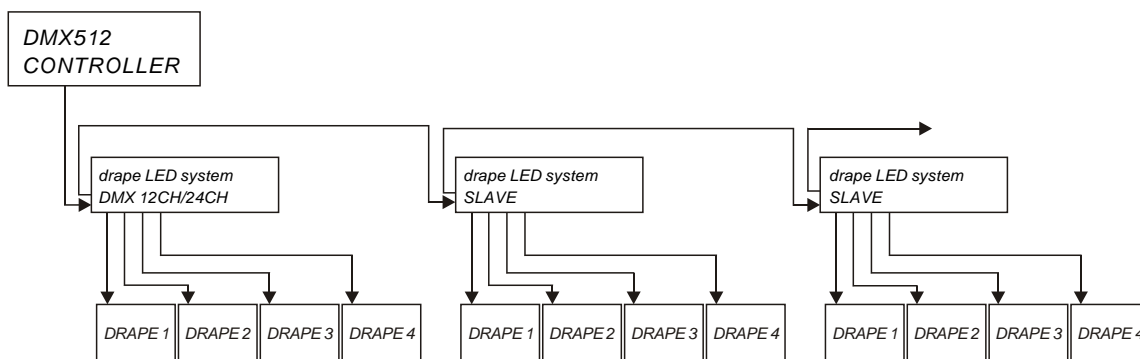 DMX512
CONTROLLER
drape LED system
DMX 12CH/24CH
drape LED system
SLAVE
drape LED system
SLAVE
DRAPE 1
DRAPE 2
DRAPE 3
DRAPE 4
DRAPE 1
DRAPE 2
DRAPE 3
DRAPE 4
DRAPE 1
DRAPE 2
DRAPE 3
DRAPE 4